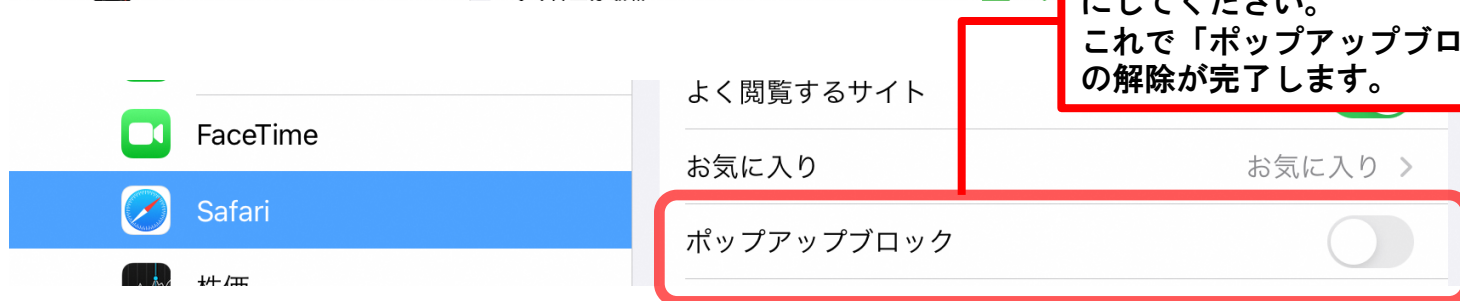 にしてください。
これで「ポップアップブロ
の解除が完了します。
よく閲覧するサイト
FaceTime
お気に入り
お気に入り >
Safari
ポップアップブロック
株価